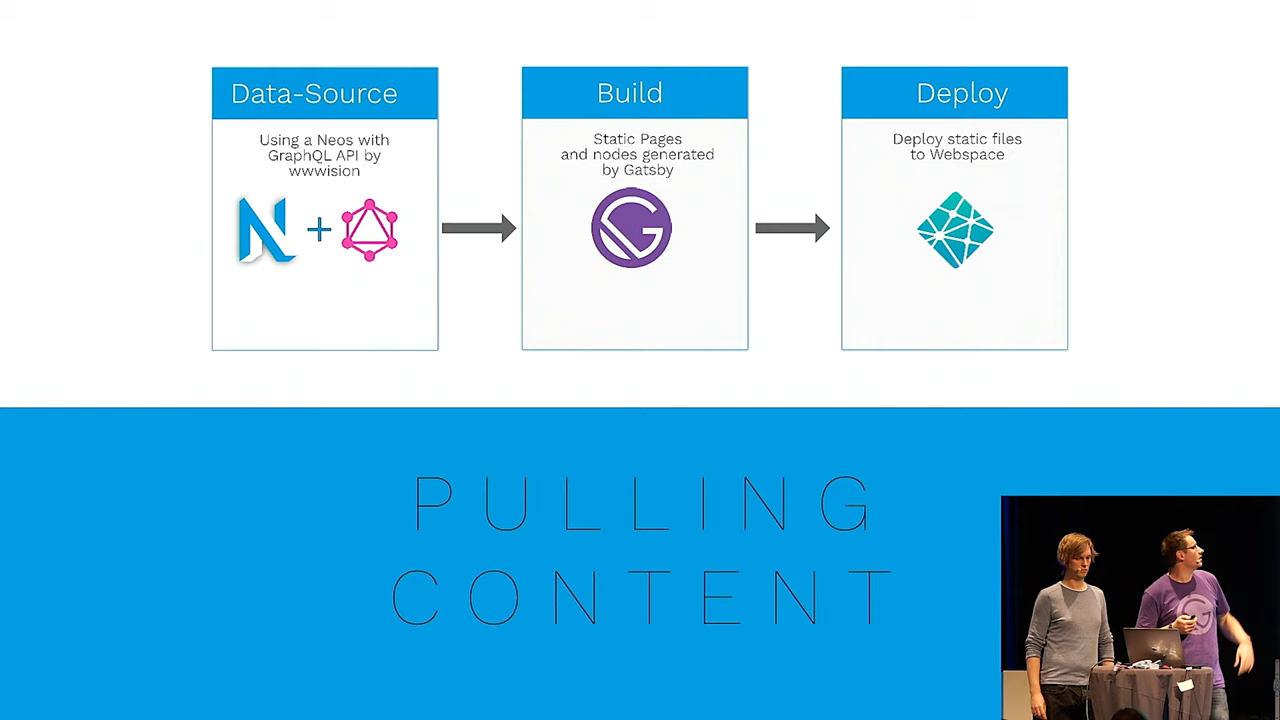 Data-Source
Using a Neos with
GraphQL API by
wwwision
Build
Static Pages
and nodes generated
by Gatsby
Deploy
Deploy static files
to Webspace
PULLING
CONTENT